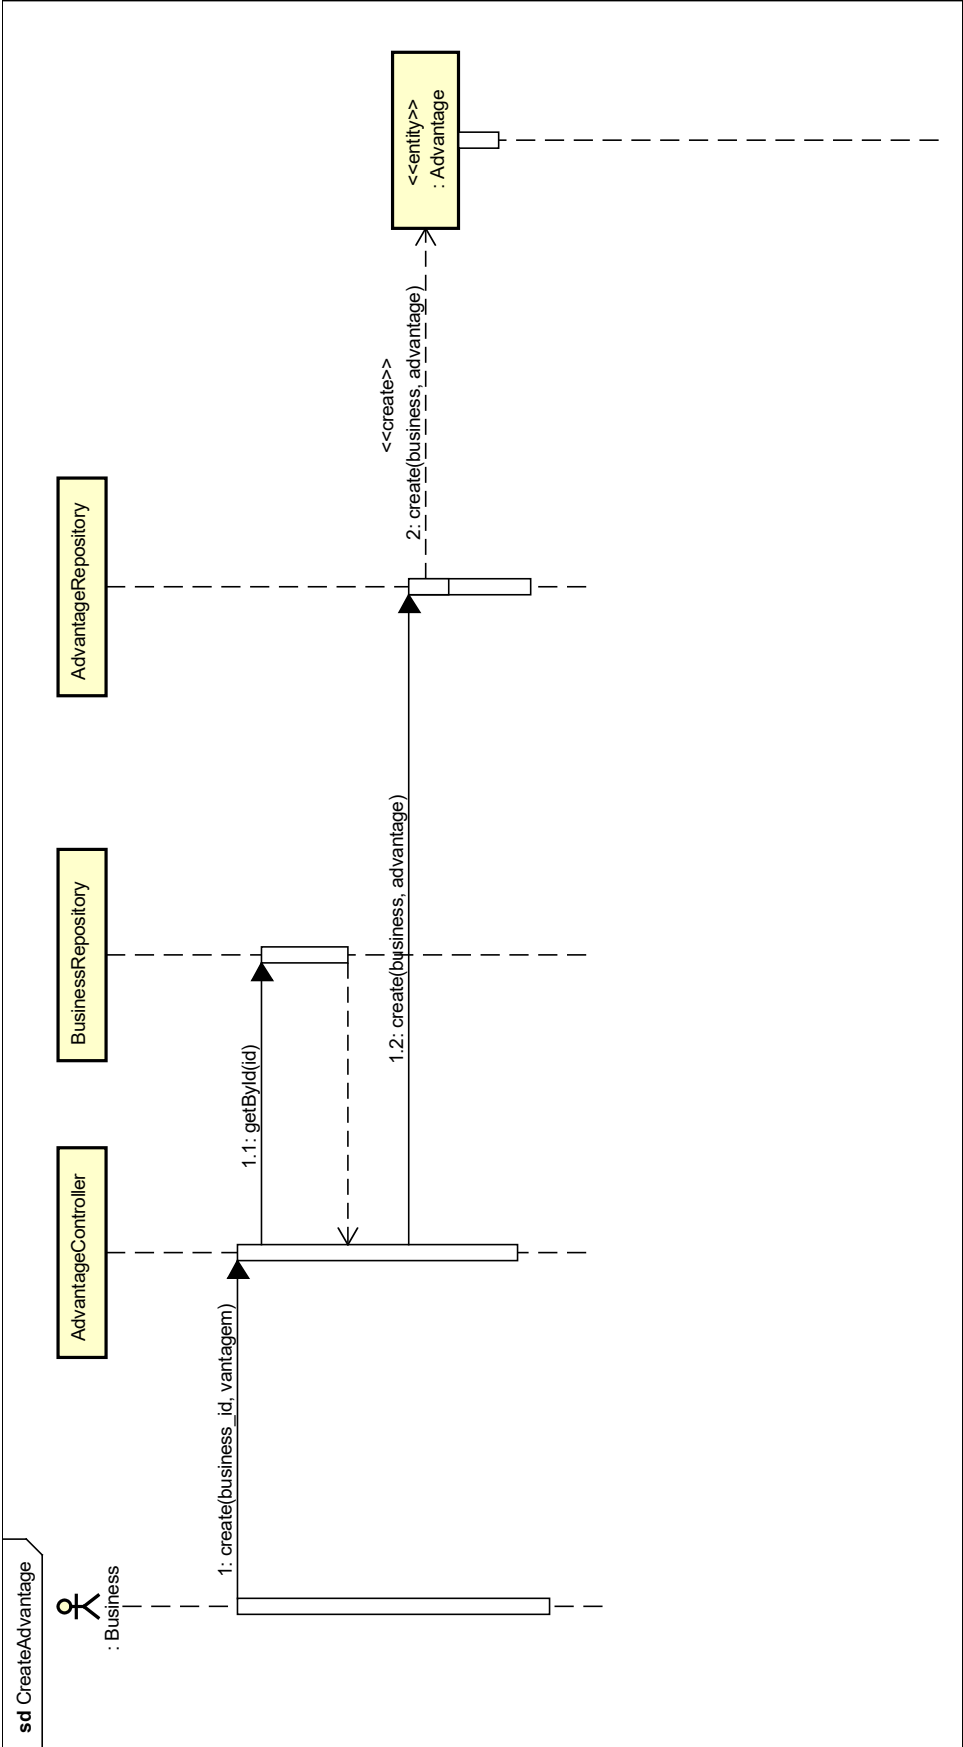 sd CreateAdvantage
: Business
AdvantageController
BusinessRepository
AdvantageRepository
1: create(business_id, vantagem)
1.1: getById(id)
1.2: create(business, advantage)
<<create>>
2: create(business, advantage)
<<entity>>
: Advantage